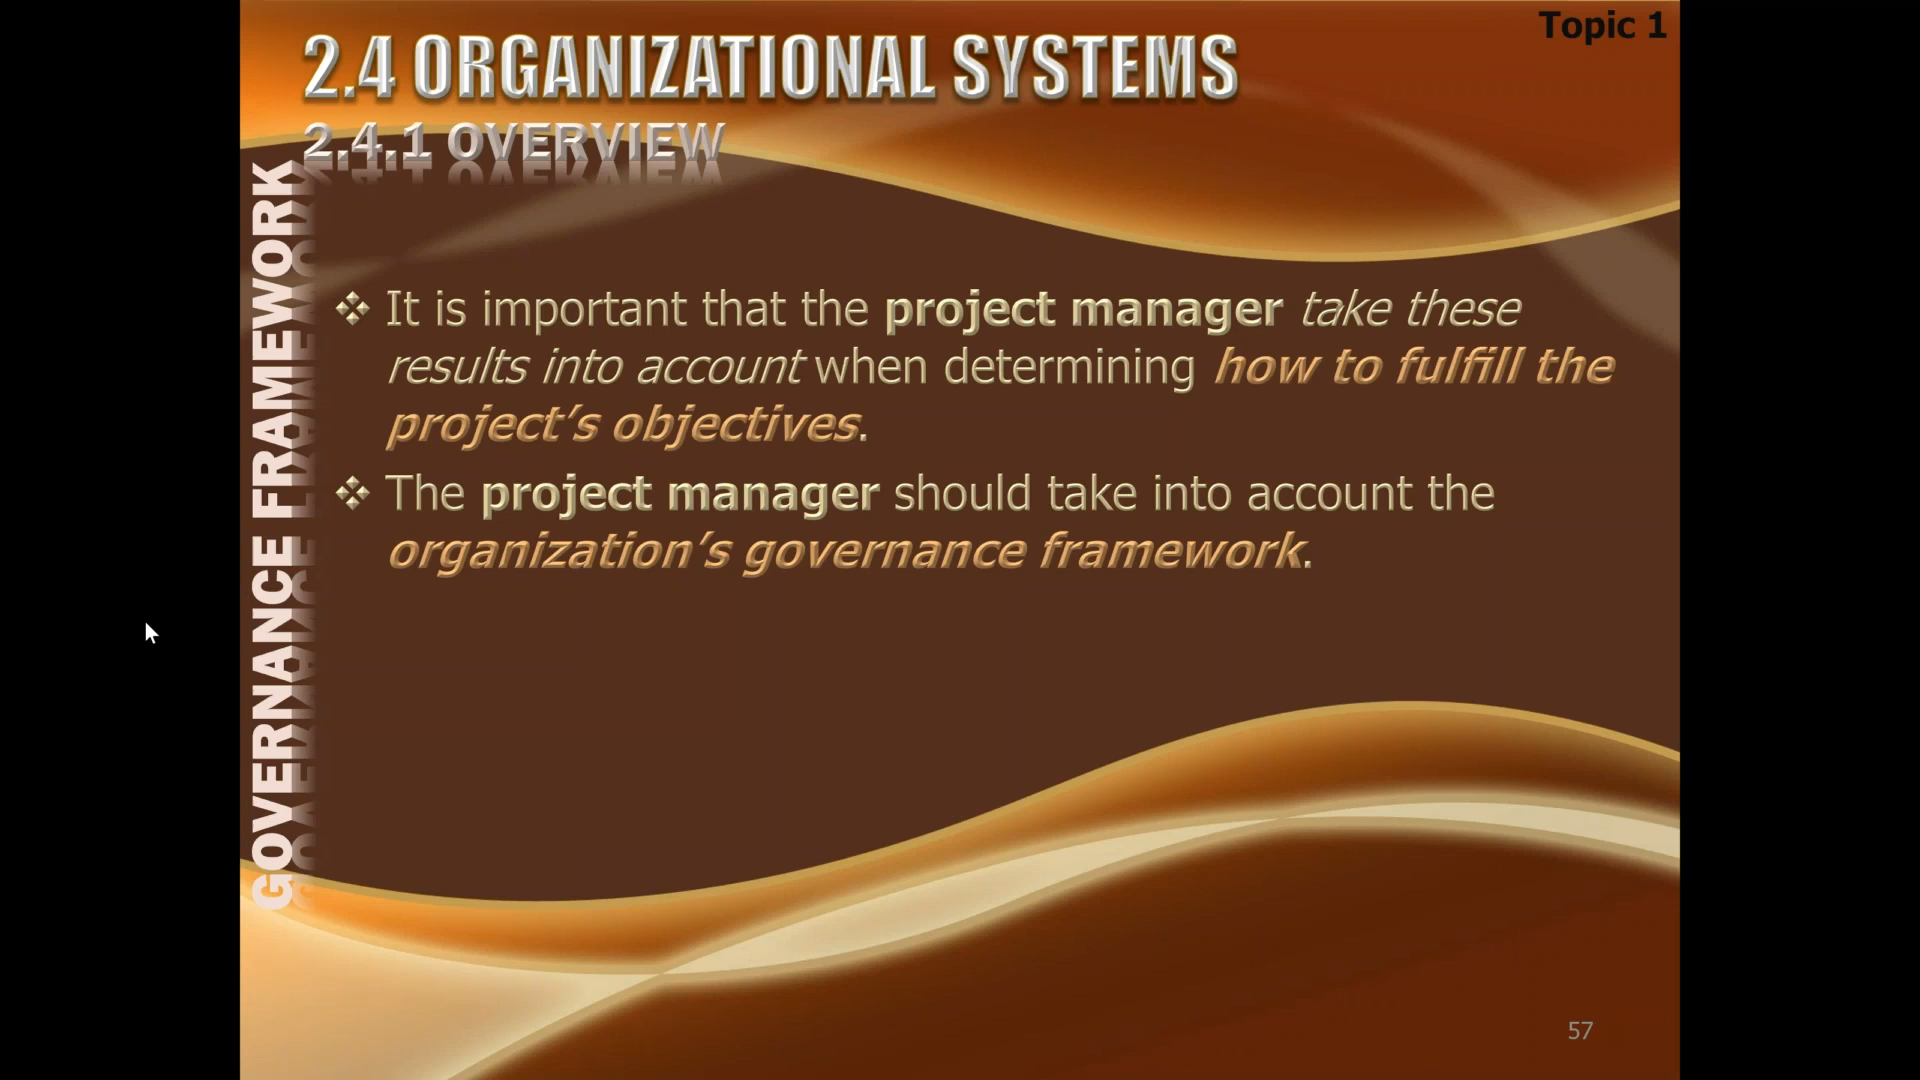 Topic 1
2.4 ORGANIZATIONAL SYSTEMS
2.4.1 OVERVIEW
GOVERNANCE FRAMEWORK
❖ It is important that the project manager take these
results into account when determining how to fulfill the
project’s objectives.
❖ The project manager should take into account the
organization’s governance framework.
57